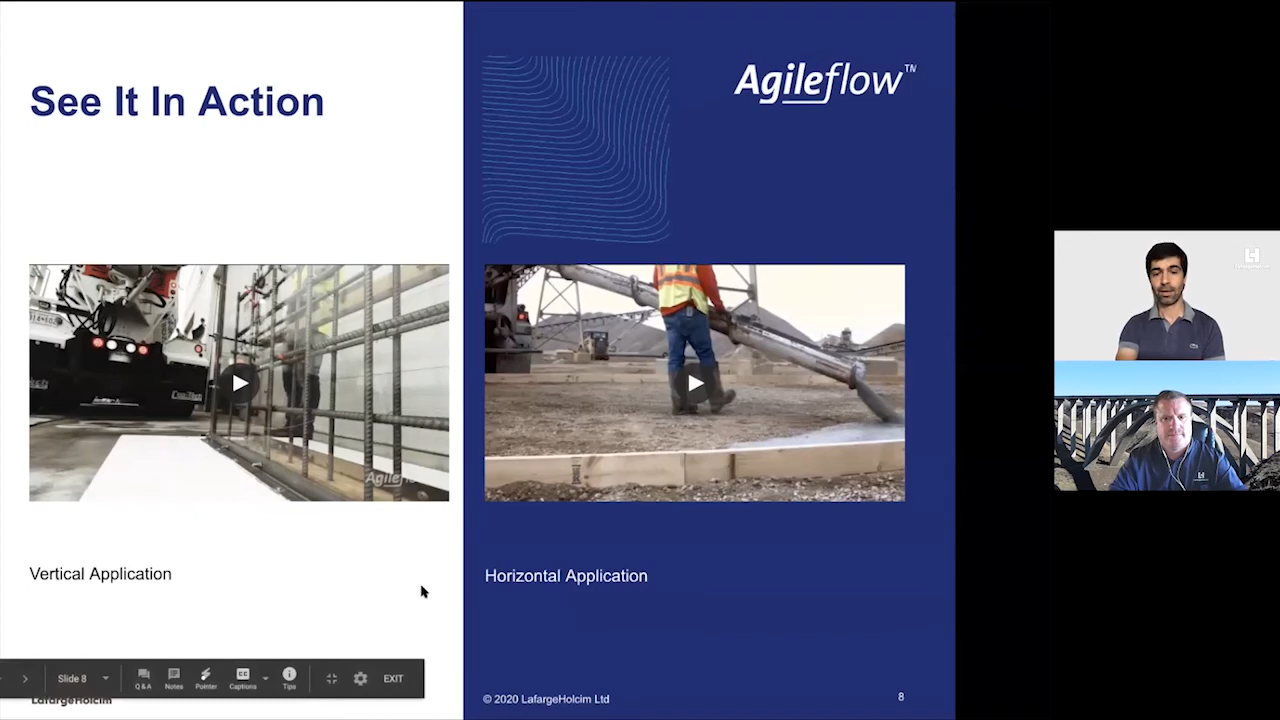 See It In Action
Agileflow™
Vertical Application
Horizontal Application
Slide 8
Q&A
Notes
Pointer
Captions
Tips
EXIT
LafargeHolcim
© 2020 LafargeHolcim Ltd
8